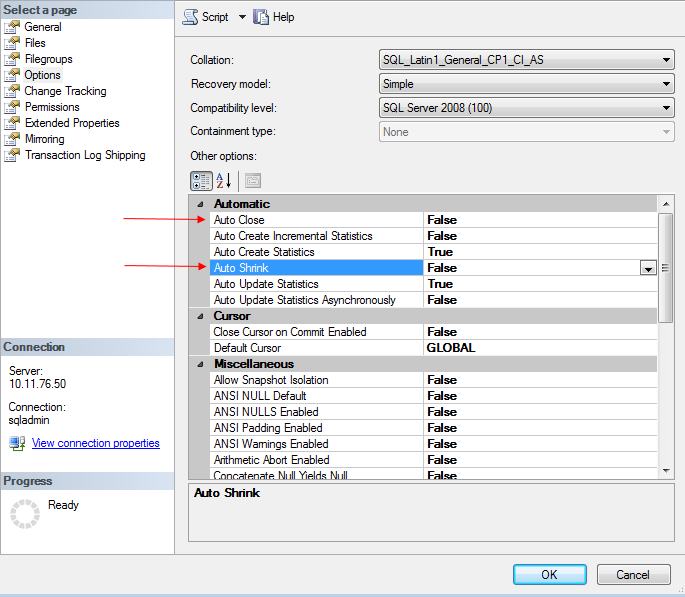 Select a page
General
Files
Filegroups
Options
Change Tracking
Permissions
Extended Properties
Mirroring
Transaction Log Shipping
Connection
Server:
10.11.76.50
Connection:
sqladmin
View connection properties
Progress
Ready
Script Help
Collation: SQL_Latin1_General_CP1_CI_AS
Recovery model: Simple
Compatibility level: SQL Server 2008 (100)
Containment type: None
Other options:
Automatic
Auto Close False
Auto Create Incremental Statistics False
Auto Create Statistics True
Auto Shrink False
Auto Update Statistics True
Auto Update Statistics Asynchronously False
Cursor
Close Cursor on Commit Enabled False
Default Cursor GLOBAL
Miscellaneous
Allow Snapshot Isolation False
ANSI NULL Default False
ANSI NULLS Enabled False
ANSI Padding Enabled False
ANSI Warnings Enabled False
Arithmetic Abort Enabled False
Concatenate Null Yields Null False
Auto Shrink
OK Cancel